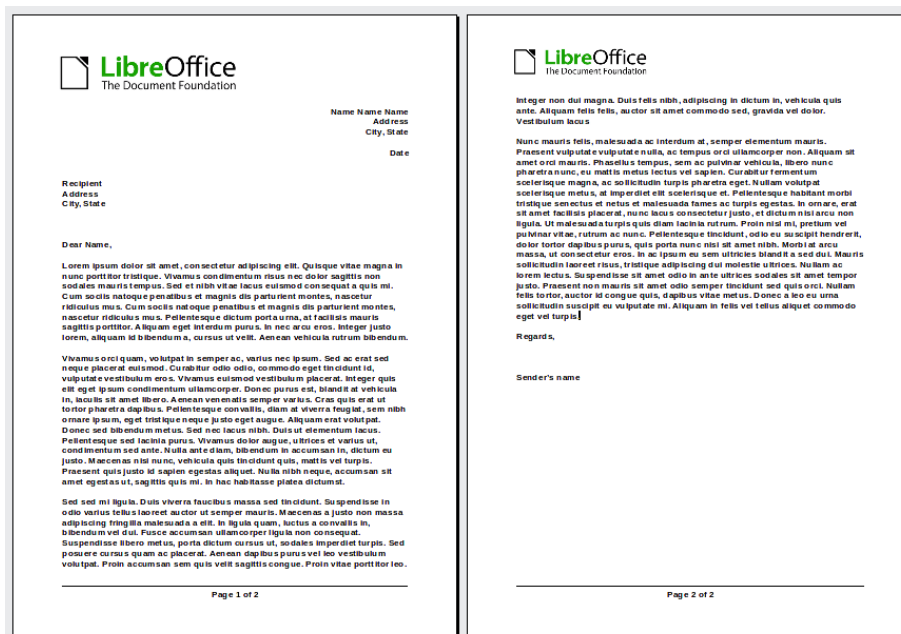 LibreOffice
The Document Foundation
Name Name Name
Address
City, State
Date
Recipient
Address
City, State
Dear Name,
Lorem ipsum dolor sit amet, consectetur adipiscing elit. Quisque vitae magna in
nunc porttitor tristique. Vivamus condimentum risus nec dolor sagittis non
sodales mauris tempus. Sed et nibh vitae lacus euismod consequat a quis mi.
Cum sociis natoque penatibus et magnis dis parturient montes, nascetur
ridiculus mus. Cum sociis natoque penatibus et magnis dis parturient montes,
nascetur ridiculus mus. Pellentesque dictum porta urna, at facilisis mauris
sagittis porttitor. Aliquam eget interdum purus. In nec arcu eros. Integer justo
lorem, aliquam id bibendum a, cursus ut velit. Aenean vehicula rutrum bibendum.
Vivamus orci quam, volutpat in semper ac, varius nec ipsum. Sed ac erat sed
neque placerat euismod. Curabitur odio odio, commodo eget tincidunt id,
vulputate vestibulum eros. Vivamus euismod vestibulum placerat. Integer quis
elit eget ipsum condimentum ullamcorper. Donec purus est, blandit at vehicula
in, iaculis sit amet libero. Aenean venenatis semper varius. Cras quis erat ut
tortor pharetra dapibus. Pellentesque convallis, diam at viverra feugiat, sem nibh
ornare ipsum, eget tristique neque justo eget augue. Aliquam erat volutpat.
Donec sed bibendum metus. Sed nec lacus nibh. Duis ut elementum lacus.
Pellentesque sed lacinia purus. Vivamus dolor augue, ultrices et varius ut,
condimentum sed ante. Nulla ante diam, bibendum in accumsan in, dictum eu
justo. Maecenas nisi nunc, vehicula quis tincidunt quis, mattis vel turpis.
Praesent quis justo id sapien egestas aliquet. Nulla nibh neque, accumsan sit
amet egestas ut, sagittis quis mi. In hac habitasse platea dictumst.
Sed sed mi ligula. Duis viverra faucibus massa sed tincidunt. Suspendisse in
odio varius tellus laoreet auctor ut semper mauris. Maecenas a justo non massa
adipiscing fringilla malesuada a elit. In ligula quam, luctus a convallis in,
bibendum vel dui. Fusce accumsan ullamcorper ligula non consequat.
Suspendisse libero metus, porta dictum cursus ut, sodales imperdiet turpis. Sed
posuere cursus quam ac placerat. Aenean dapibus purus vel leo vestibulum
volutpat. Proin accumsan sem quis velit sagittis congue. Proin vitae porttitor leo.
Page 1 of 2
LibreOffice
The Document Foundation
Integer non dui magna. Duis felis nibh, adipiscing in dictum in, vehicula quis
ante. Aliquam felis felis, auctor sit amet commodo sed, gravida vel dolor.
Vestibulum lacus
Nunc mauris felis, malesuada ac interdum at, semper elementum mauris.
Praesent vulputate vulputate nulla, ac tempus orci ullamcorper non. Aliquam sit
amet orci mauris. Phasellus tempus, sem ac pulvinar vehicula, libero nunc
pharetra nunc, eu mattis metus lectus vel sapien. Curabitur fermentum
scelerisque magna, ac sollicitudin turpis pharetra eget. Nullam volutpat
scelerisque metus, at imperdiet elit scelerisque et. Pellentesque habitant morbi
tristique senectus et netus et malesuada fames ac turpis egestas. In ornare, erat
sit amet facilisis placerat, nunc lacus consectetur justo, et dictum nisi arcu non
ligula. Ut malesuada turpis quis diam lacinia rutrum. Proin nisl mi, pretium vel
pulvinar vitae, rutrum ac nunc. Pellentesque tincidunt, odio eu suscipit hendrerit,
dolor tortor dapibus purus, quis porta nunc nisi sit amet nibh. Morbi at arcu
massa, ut consectetur eros. In ac ipsum eu sem ultricies blandit a sed dui. Mauris
sollicitudin laoreet risus, tristique adipiscing dui molestie ultrices. Nullam ac
lorem lectus. Suspendisse sit amet odio in ante ultrices sodales sit amet tempor
justo. Praesent non mauris sit amet odio semper tincidunt sed quis orci. Nullam
felis tortor, auctor id congue quis, dapibus vitae metus. Donec a leo eu urna
sollicitudin suscipit eu vulputate mi. Aliquam in felis vel tellus aliquet commodo
eget vel turpis
Regards,
Sender's name
Page 2 of 2